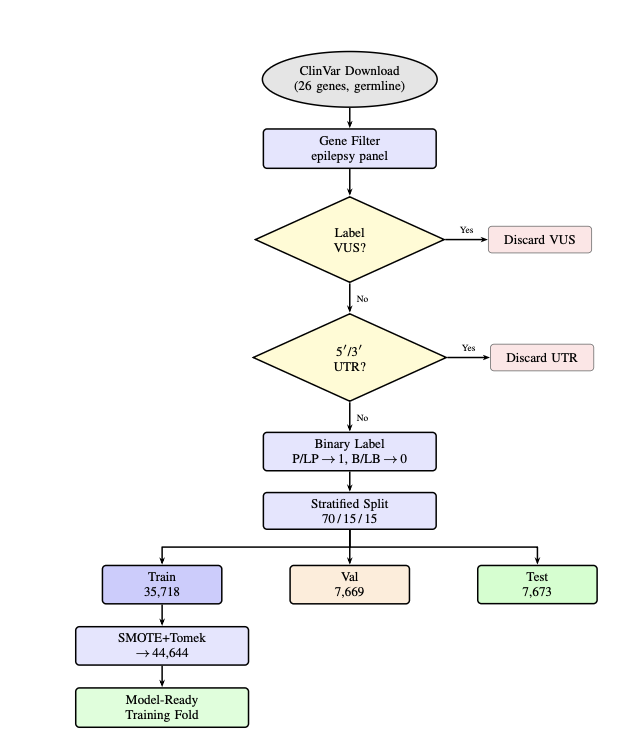 ClinVar Download
(26 genes, germline)
Gene Filter
epilepsy panel
Label
VUS?
Yes
Discard VUS
No
5′/3′
UTR?
Yes
Discard UTR
No
Binary Label
P/LP → 1, B/LB → 0
Stratified Split
70 / 15 / 15
Train
35,718
Val
7,669
Test
7,673
SMOTE+Tomek
→ 44,644
Model-Ready
Training Fold